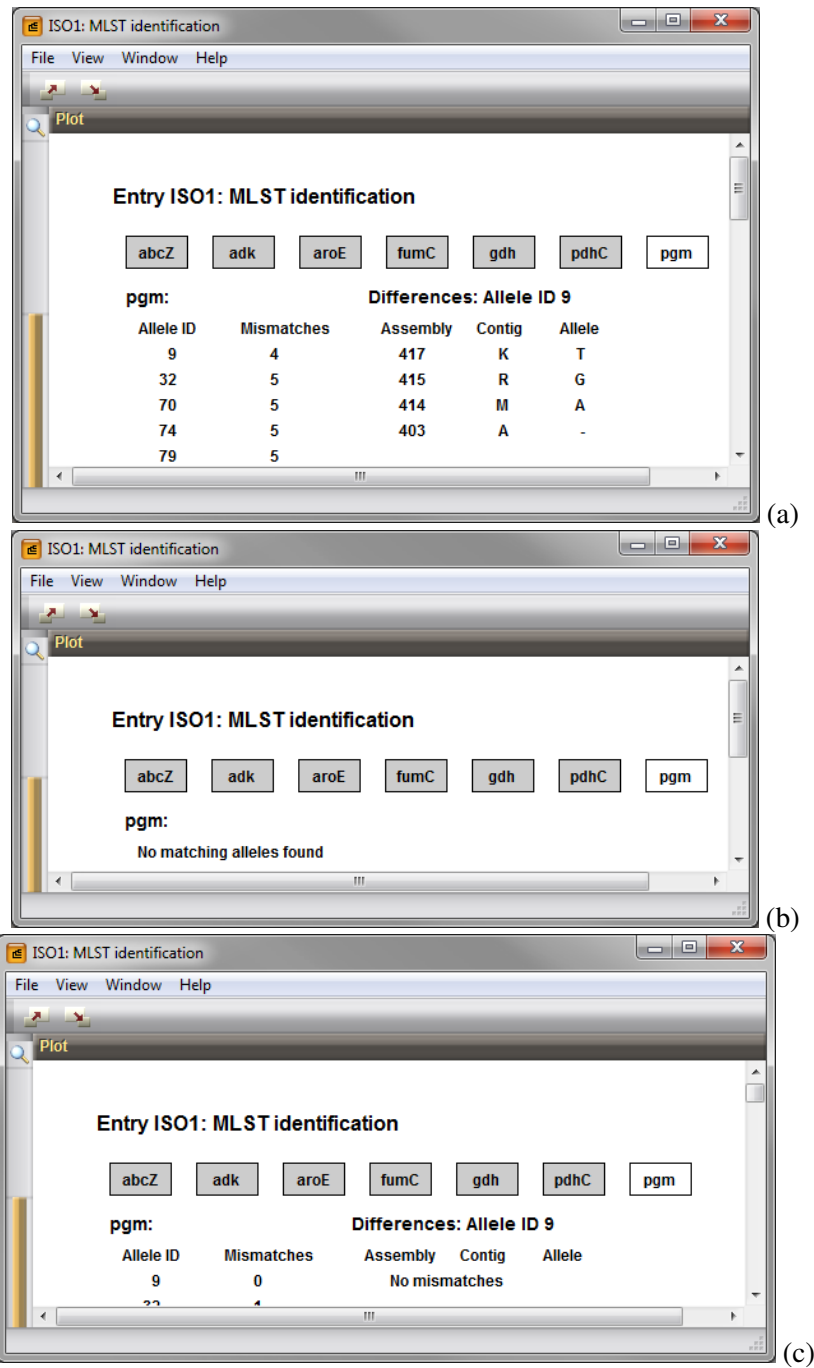 ISO1: MLST identification
File View Window Help
Plot
Entry ISO1: MLST identification
abcZ adk aroE fumC gdh pdhC pgm
pgm: Differences: Allele ID 9
Allele ID Mismatches Assembly Contig Allele
9 4 417 K T
32 5 415 R G
70 5 414 M A
74 5 403 A -
79 5
(a)
ISO1: MLST identification
File View Window Help
Plot
Entry ISO1: MLST identification
abcZ adk aroE fumC gdh pdhC pgm
pgm:
No matching alleles found
(b)
ISO1: MLST identification
File View Window Help
Plot
Entry ISO1: MLST identification
abcZ adk aroE fumC gdh pdhC pgm
pgm: Differences: Allele ID 9
Allele ID Mismatches Assembly Contig Allele
9 0 No mismatches
(c)